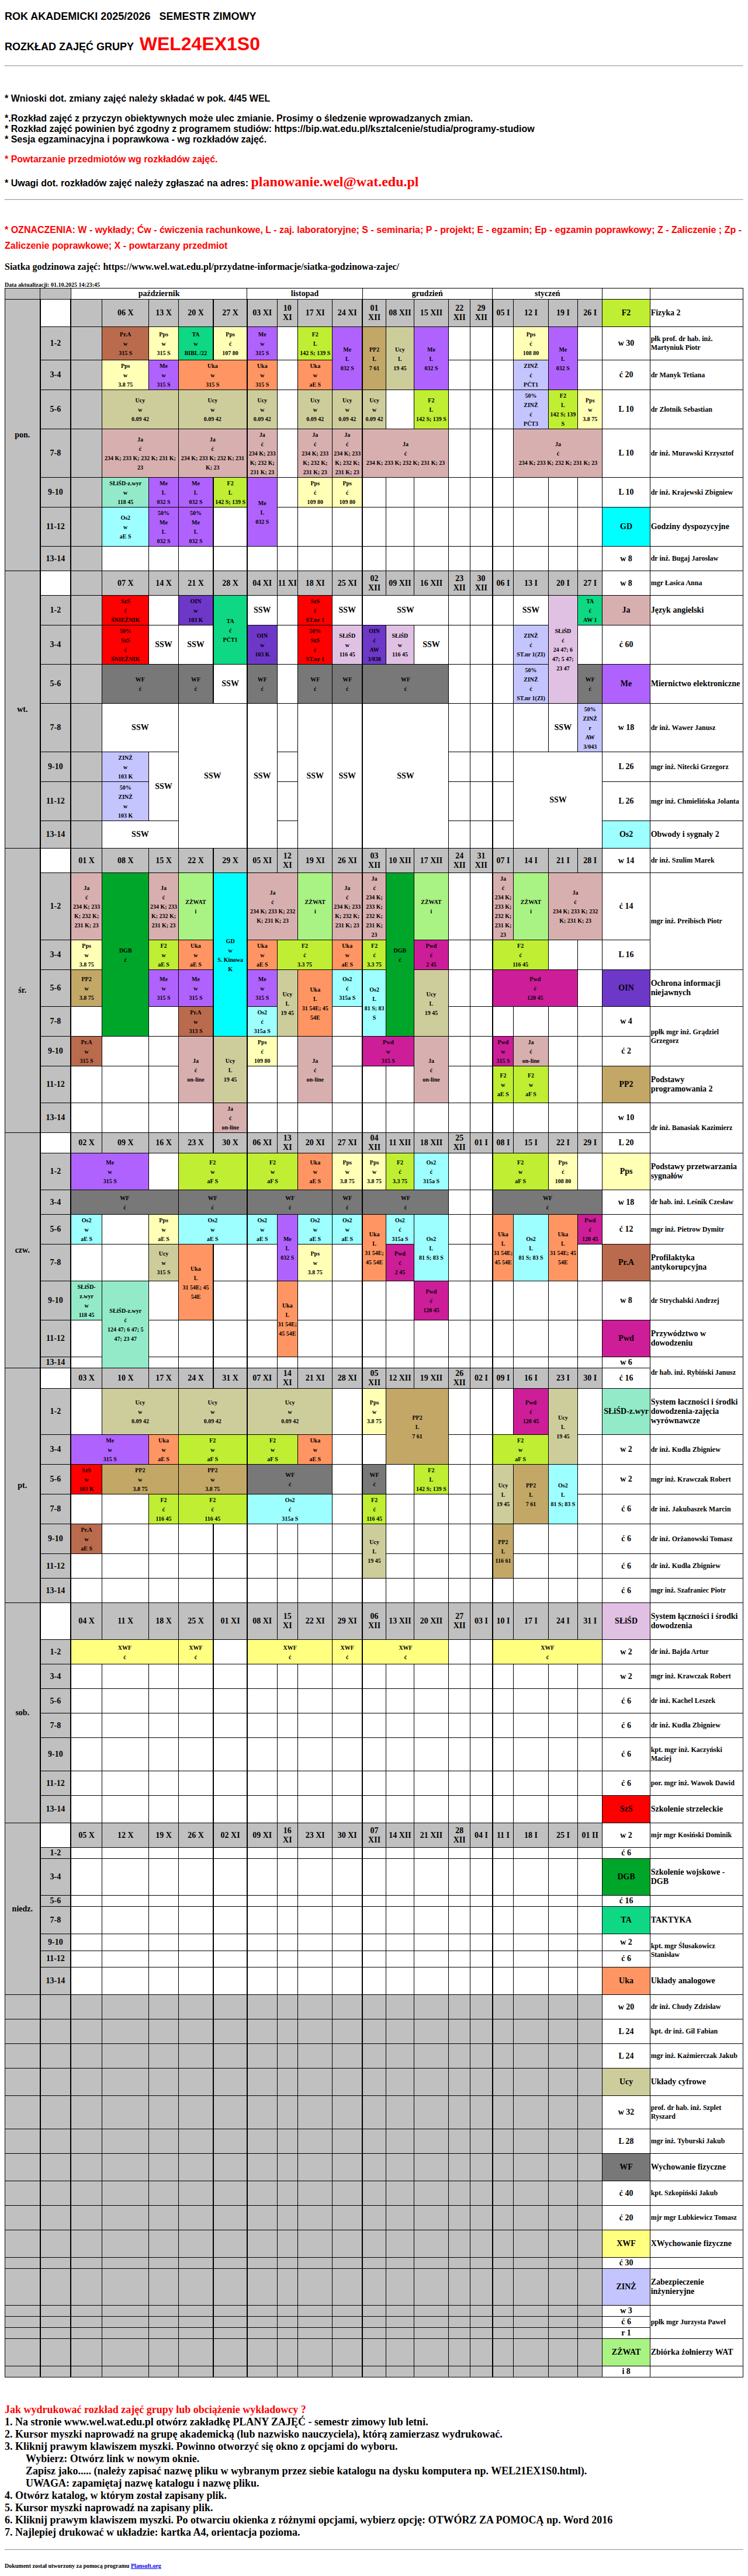 ROK AKADEMICKI 2025/2026 SEMESTR ZIMOWY
ROZKŁAD ZAJĘĆ GRUPY WEL24EX1S0
* Wnioski dot. zmiany zajęć należy składać w pok. 4/45 WEL
*.Rozkład zajęć z przyczyn obiektywnych może ulec zmianie. Prosimy o śledzenie wprowadzanych zmian.
* Rozkład zajęć powinien być zgodny z programem studiów: https://bip.wat.edu.pl/ksztalcenie/studia/programy-studiow
* Sesja egzaminacyjna i poprawkowa - wg rozkładów zajęć.
* Powtarzanie przedmiotów wg rozkładów zajęć.
* Uwagi dot. rozkładów zajęć należy zgłaszać na adres: planowanie.wel@wat.edu.pl
* OZNACZENIA: W - wykłady; Ćw - ćwiczenia rachunkowe, L - zaj. laboratoryjne; S - seminaria; P - projekt; E - egzamin; Ep - egzamin poprawkowy; Z - Zaliczenie ; Zp -
Zaliczenie poprawkowe; X - powtarzany przedmiot
Siatka godzinowa zajęć: https://www.wel.wat.edu.pl/przydatne-informacje/siatka-godzinowa-zajec/
Data aktualizacji: 01.10.2025 14:23:45
październik listopad grudzień styczeń
pon. 06 X 13 X 20 X 27 X 03 XI 10 XI 17 XI 24 XI 01 XII 08 XII 15 XII 22 XII 29 XII 05 I 12 I 19 I 26 I F2 Fizyka 2
1-2 Pr.A w 315 S Pps w 315 S TA w BIBL /22 Pps ć 107 80 Me w 315 S F2 L 142 S; 139 S Me L 032 S PP2 L 7 61 Ucy L 19 45 Me L 032 S Pps ć 108 80 Me L 032 S w 30 płk prof. dr hab. inż. Martyniuk Piotr
3-4 Pps w 3.8 75 Me w 315 S Uka w 315 S Uka w 315 S Uka w aE S ZINŻ ć PĆT1 ć 20 dr Manyk Tetiana
5-6 Ucy w 0.09 42 Ucy w 0.09 42 Ucy w 0.09 42 Ucy w 0.09 42 Ucy w 0.09 42 Ucy w 0.09 42 F2 L 142 S; 139 S 50% ZINŻ ć PĆT3 F2 L 142 S; 139 S Pps w 3.8 75 L 10 dr Złotnik Sebastian
7-8 Ja ć 234 K; 233 K; 232 K; 231 K; 23 Ja ć 234 K; 233 K; 232 K; 231 K; 23 Ja ć 234 K; 233 K; 232 K; 231 K; 23 Ja ć 234 K; 233 K; 232 K; 231 K; 23 Ja ć 234 K; 233 K; 232 K; 231 K; 23 Ja ć 234 K; 233 K; 232 K; 231 K; 23 Ja ć 234 K; 233 K; 232 K; 231 K; 23 L 10 dr inż. Murawski Krzysztof
9-10 SŁiŚD-z.wyr w 118 45 Me L 032 S Me L 032 S F2 L 142 S; 139 S Me L 032 S Pps ć 109 80 Pps ć 109 80 L 10 dr inż. Krajewski Zbigniew
11-12 Os2 w aE S 50% Me L 032 S 50% Me L 032 S GD Godziny dyspozycyjne
13-14 w 8 dr inż. Bugaj Jarosław
wt. 07 X 14 X 21 X 28 X 04 XI 11 XI 18 XI 25 XI 02 XII 09 XII 16 XII 23 XII 30 XII 06 I 13 I 20 I 27 I w 8 mgr Łasica Anna
1-2 SzS ć ŚNIEŻNIK OIN w 103 K TA ć PĆT1 SSW SzS ć ST.nr 1 SSW SSW SSW SŁiŚD ć 24 47; 6 47; 5 47; 23 47 TA ć AW 1 Ja Język angielski
3-4 50% SzS ć ŚNIEŻNIK SSW SSW OIN w 103 K 50% SzS ć ST.nr 1 SŁiŚD w 116 45 OIN ć AW 3/038 SŁiŚD w 116 45 SSW ZINŻ ć ST.nr 1(ZI) ć 60
5-6 WF ć WF ć SSW WF ć WF ć WF ć WF ć 50% ZINŻ ć ST.nr 1(ZI) WF ć Me Miernictwo elektroniczne
7-8 SSW SSW SSW SSW SSW SSW SSW 50% ZINŻ r AW 3/043 w 18 dr inż. Wawer Janusz
9-10 ZINŻ w 103 K SSW SSW L 26 mgr inż. Nitecki Grzegorz
11-12 50% ZINŻ w 103 K L 26 mgr inż. Chmielińska Jolanta
13-14 SSW Os2 Obwody i sygnały 2
śr. 01 X 08 X 15 X 22 X 29 X 05 XI 12 XI 19 XI 26 XI 03 XII 10 XII 17 XII 24 XII 31 XII 07 I 14 I 21 I 28 I w 14 dr inż. Szulim Marek
1-2 Ja ć 234 K; 233 K; 232 K; 231 K; 23 DGB ć Ja ć 234 K; 233 K; 232 K; 231 K; 23 ZŻWAT i GD w S. Kinowa K Ja ć 234 K; 233 K; 232 K; 231 K; 23 ZŻWAT i Ja ć 234 K; 233 K; 232 K; 231 K; 23 Ja ć 234 K; 233 K; 232 K; 231 K; 23 DGB ć ZŻWAT i Ja ć 234 K; 233 K; 232 K; 231 K; 23 ZŻWAT i Ja ć 234 K; 233 K; 232 K; 231 K; 23 ć 14 mgr inż. Preibisch Piotr
3-4 Pps w 3.8 75 F2 w aE S Uka w aE S Uka w aE S F2 ć 3.3 75 Uka w aE S F2 ć 3.3 75 Pwd ć 2 45 F2 ć 116 45 L 16
5-6 PP2 w 3.8 75 Me w 315 S Me w 315 S Me w 315 S Ucy L 19 45 Uka L 31 54E; 45 54E Os2 ć 315a S Os2 L 81 S; 83 S Ucy L 19 45 Pwd ć 120 45 OIN Ochrona informacji niejawnych
7-8 Pr.A w 313 S Os2 ć 315a S w 4 ppłk mgr inż. Grądziel Grzegorz
9-10 Pr.A w 315 S Ja ć on-line Ucy L 19 45 Pps ć 109 80 Ja ć on-line Pwd w 315 S Ja ć on-line Pwd w 315 S Ja ć on-line ć 2
11-12 F2 w aE S F2 w aF S PP2 Podstawy programowania 2
13-14 Ja ć on-line w 10 dr inż. Banasiak Kazimierz
czw. 02 X 09 X 16 X 23 X 30 X 06 XI 13 XI 20 XI 27 XI 04 XII 11 XII 18 XII 25 XII 01 I 08 I 15 I 22 I 29 I L 20
1-2 Me w 315 S F2 w aF S F2 w aF S Uka w aE S Pps w 3.8 75 Pps w 3.8 75 F2 ć 3.3 75 Os2 ć 315a S F2 w aF S Pps ć 108 80 Pps Podstawy przetwarzania sygnałów
3-4 WF ć WF ć WF ć WF ć WF ć WF ć w 18 dr hab. inż. Leśnik Czesław
5-6 Os2 w aE S Pps w aE S Os2 w aE S Os2 w aE S Me L 032 S Os2 w aE S Os2 w aE S Uka L 31 54E; 45 54E Os2 ć 315a S Os2 L 81 S; 83 S Uka L 31 54E; 45 54E Os2 L 81 S; 83 S Uka L 31 54E; 45 54E Pwd ć 120 45 ć 12 mgr inż. Pietrow Dymitr
7-8 Ucy w 315 S Uka L 31 54E; 45 54E Pps w 3.8 75 Pwd ć 2 45 Pr.A Profilaktyka antykorupcyjna
9-10 SŁiŚD-z.wyr w 118 45 SŁiŚD-z.wyr ć 124 47; 6 47; 5 47; 23 47 Uka L 31 54E; 45 54E Pwd ć 120 45 w 8 dr inż. Strychalski Andrzej
11-12 Pwd Przywództwo w dowodzeniu
13-14 w 6 dr hab. inż. Rybiński Janusz
pt. 03 X 10 X 17 X 24 X 31 X 07 XI 14 XI 21 XI 28 XI 05 XII 12 XII 19 XII 26 XII 02 I 09 I 16 I 23 I 30 I ć 16
1-2 Ucy w 0.09 42 Ucy w 0.09 42 Ucy w 0.09 42 Pps w 3.8 75 PP2 L 7 61 Pwd ć 120 45 Ucy L 19 45 SŁiŚD-z.wyr System łaczności i środki dowodzenia-zajęcia wyrównawcze
3-4 Me w 315 S Uka w aE S F2 w aF S F2 w aF S Uka w aE S F2 w aF S w 2 dr inż. Kudła Zbigniew
5-6 SzS w 103 K PP2 w 3.8 75 PP2 w 3.8 75 WF ć WF ć F2 L 142 S; 139 S Ucy L 19 45 PP2 L 7 61 Os2 L 81 S; 83 S w 2 mgr inż. Krawczak Robert
7-8 F2 ć 116 45 F2 ć 116 45 Os2 ć 315a S F2 ć 116 45 ć 6 dr inż. Jakubaszek Marcin
9-10 Pr.A w aE S Ucy L 19 45 PP2 L 116 61 ć 6 dr inż. Orżanowski Tomasz
11-12 ć 6 dr inż. Kudła Zbigniew
13-14 ć 6 mgr inż. Szafraniec Piotr
sob. 04 X 11 X 18 X 25 X 01 XI 08 XI 15 XI 22 XI 29 XI 06 XII 13 XII 20 XII 27 XII 03 I 10 I 17 I 24 I 31 I SŁiŚD System łączności i środki dowodzenia
1-2 XWF ć XWF ć XWF ć XWF ć XWF ć XWF ć w 2 dr inż. Bajda Artur
3-4 w 2 mgr inż. Krawczak Robert
5-6 ć 6 dr inż. Kachel Leszek
7-8 ć 6 dr inż. Kudła Zbigniew
9-10 ć 6 kpt. mgr inż. Kaczyński Maciej
11-12 ć 6 por. mgr inż. Wawok Dawid
13-14 SzS Szkolenie strzeleckie
niedz. 05 X 12 X 19 X 26 X 02 XI 09 XI 16 XI 23 XI 30 XI 07 XII 14 XII 21 XII 28 XII 04 I 11 I 18 I 25 I 01 II w 2 mjr mgr Kosiński Dominik
1-2 ć 6
3-4 DGB Szkolenie wojskowe - DGB
5-6 ć 16
7-8 TA TAKTYKA
9-10 w 2 kpt. mgr Ślusakowicz Stanisław
11-12 ć 6
13-14 Uka Układy analogowe
w 20 dr inż. Chudy Zdzisław
L 24 kpt. dr inż. Gil Fabian
L 24 mgr inż. Kaźmierczak Jakub
Ucy Układy cyfrowe
w 32 prof. dr hab. inż. Szplet Ryszard
L 28 mgr inż. Tyburski Jakub
WF Wychowanie fizyczne
ć 40 kpt. Szkopiński Jakub
ć 20 mjr mgr Lubkiewicz Tomasz
XWF XWychowanie fizyczne
ć 30
ZINŻ Zabezpieczenie inżynieryjne
w 3 ppłk mgr Jurzysta Paweł
ć 6
r 1
ZŻWAT Zbiórka żołnierzy WAT
i 8
Jak wydrukować rozkład zajęć grupy lub obciążenie wykładowcy ?
1. Na stronie www.wel.wat.edu.pl otwórz zakładkę PLANY ZAJĘĆ - semestr zimowy lub letni.
2. Kursor myszki naprowadź na grupę akademicką (lub nazwisko nauczyciela), którą zamierzasz wydrukować.
3. Kliknij prawym klawiszem myszki. Powinno otworzyć się okno z opcjami do wyboru.
Wybierz: Otwórz link w nowym oknie.
Zapisz jako..... (należy zapisać nazwę pliku w wybranym przez siebie katalogu na dysku komputera np. WEL21EX1S0.html).
UWAGA: zapamiętaj nazwę katalogu i nazwę pliku.
4. Otwórz katalog, w którym został zapisany plik.
5. Kursor myszki naprowadź na zapisany plik.
6. Kliknij prawym klawiszem myszki. Po otwarciu okienka z różnymi opcjami, wybierz opcję: OTWÓRZ ZA POMOCĄ np. Word 2016
7. Najlepiej drukować w układzie: kartka A4, orientacja pozioma.
Dokument został utworzony za pomocą programu Plansoft.org